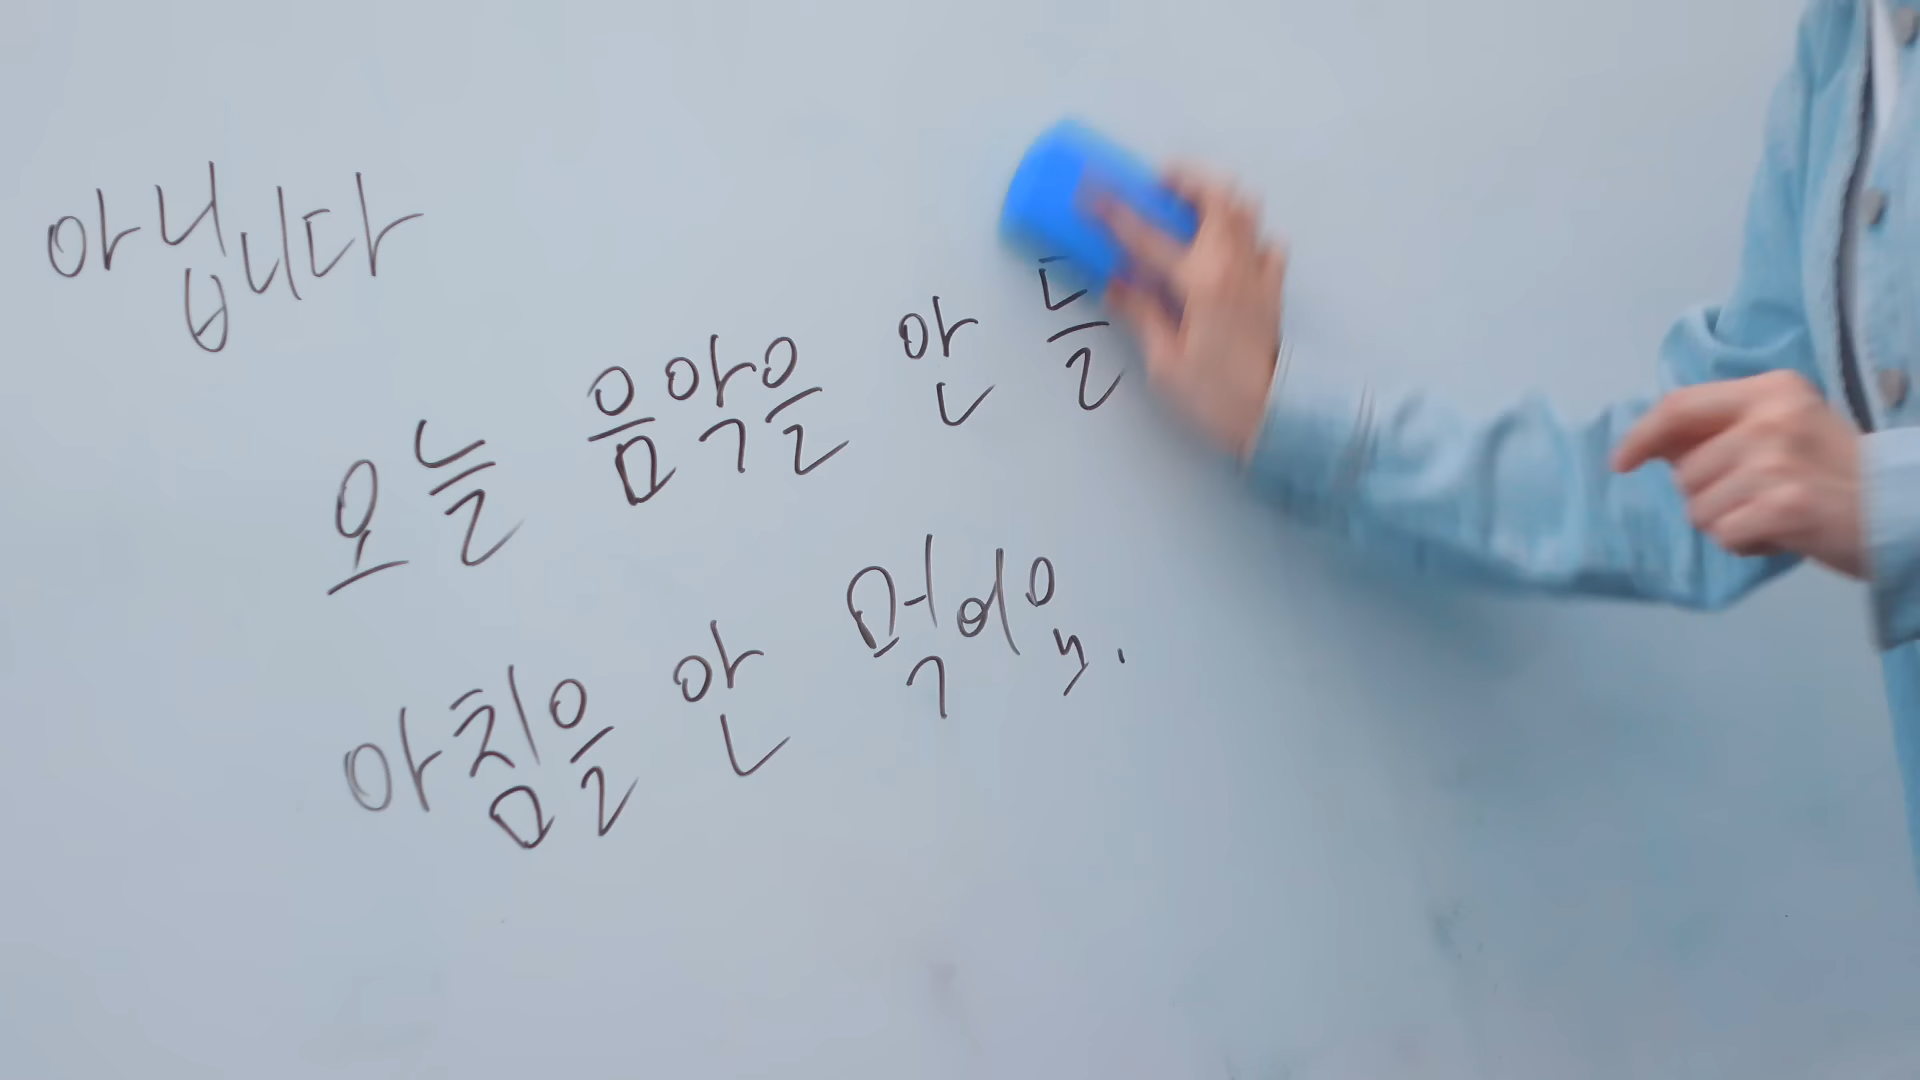 아닙니다
오늘 음악을 안 들
아침을 안 먹어요.